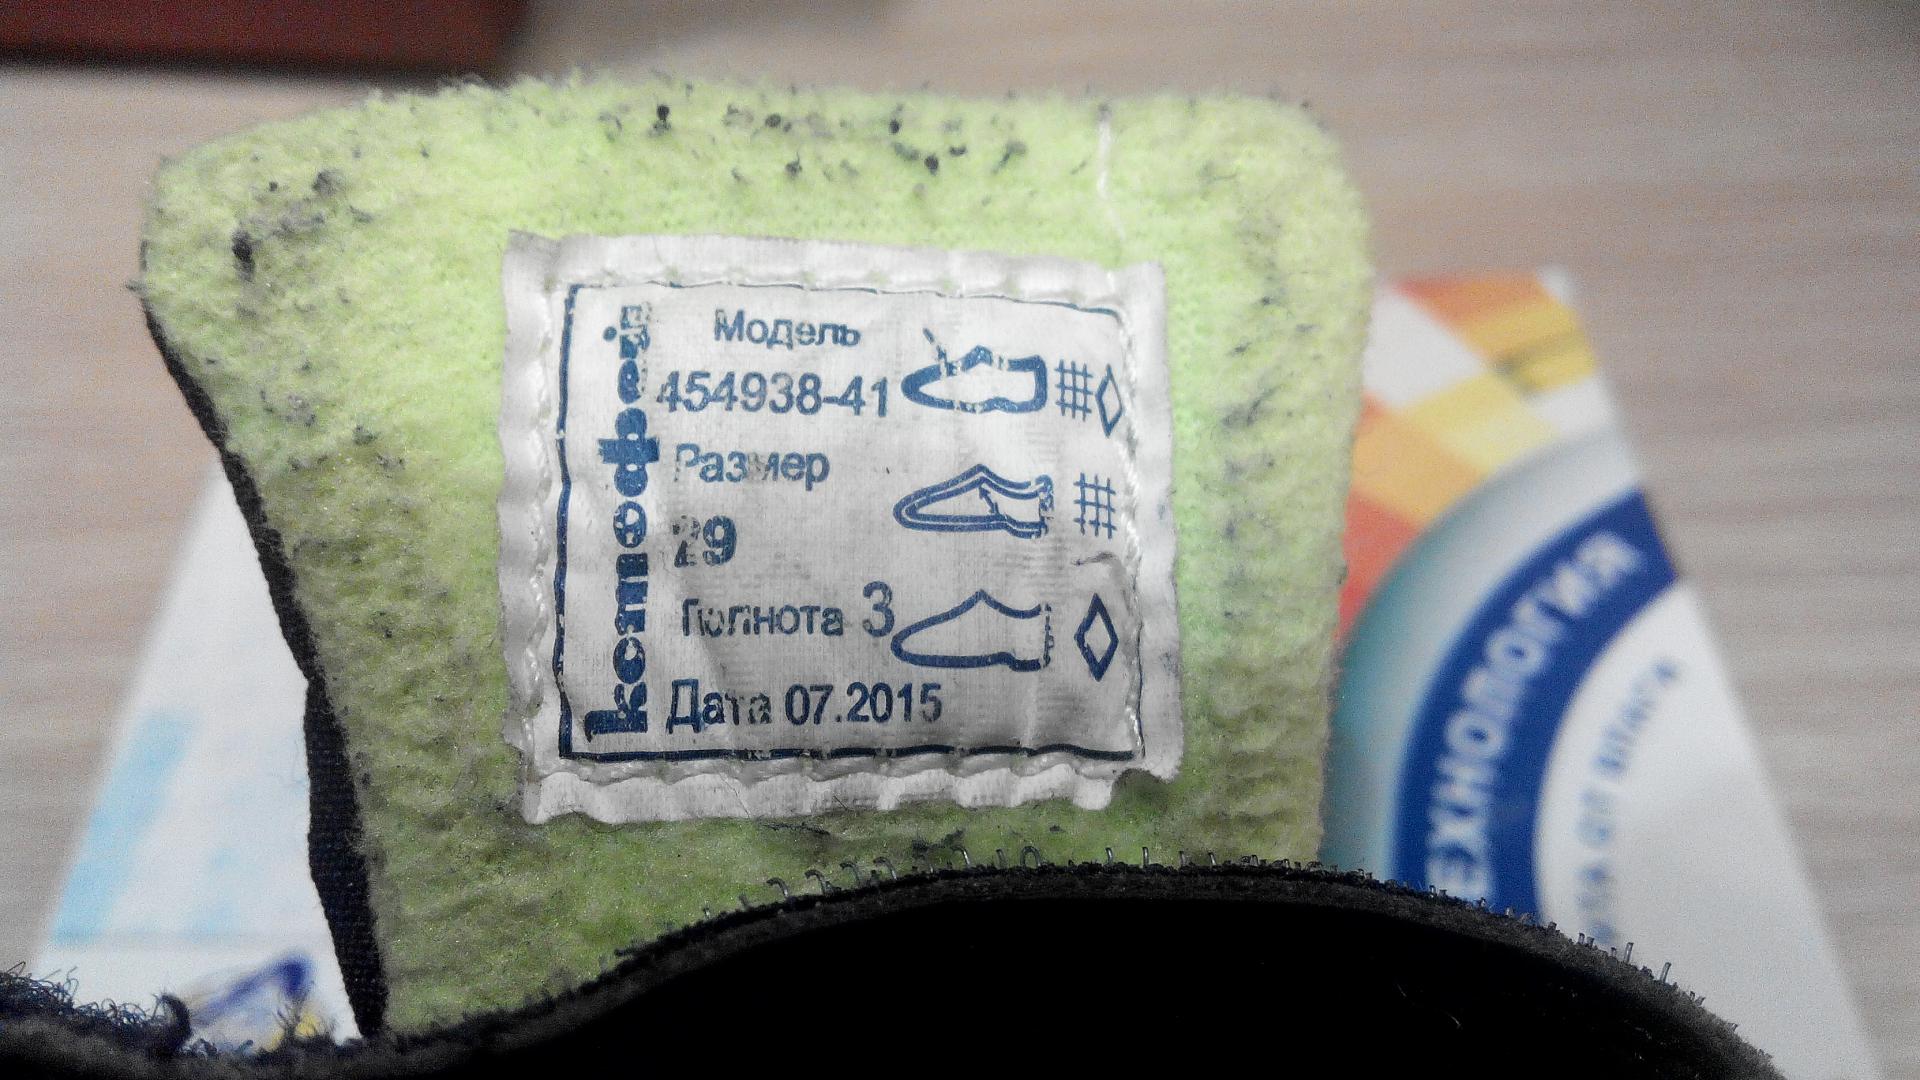 котофей
Модель
454938-41
Размер
29
Полнота 3
Дата 07.2015
ТЕХНОЛОГИЯ